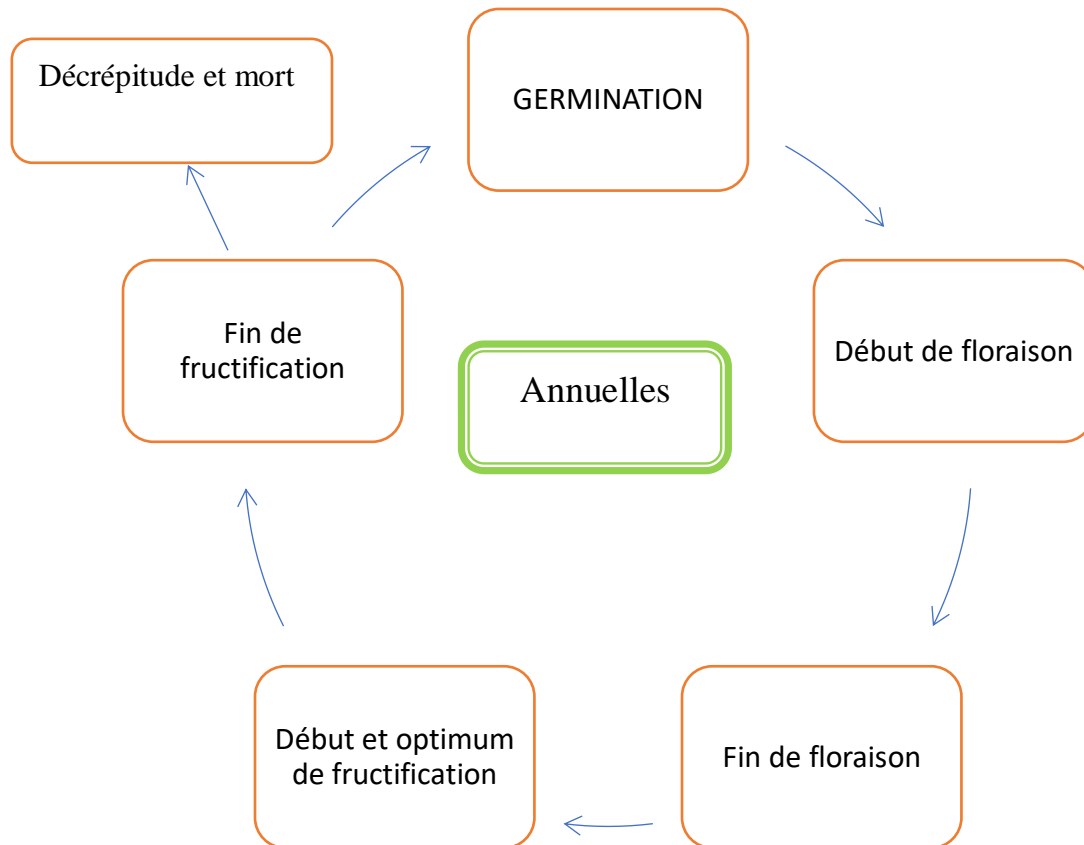 Décrépitude et mort
GERMINATION
Début de floraison
Fin de floraison
Début et optimum
de fructification
Fin de
fructification
Annuelles